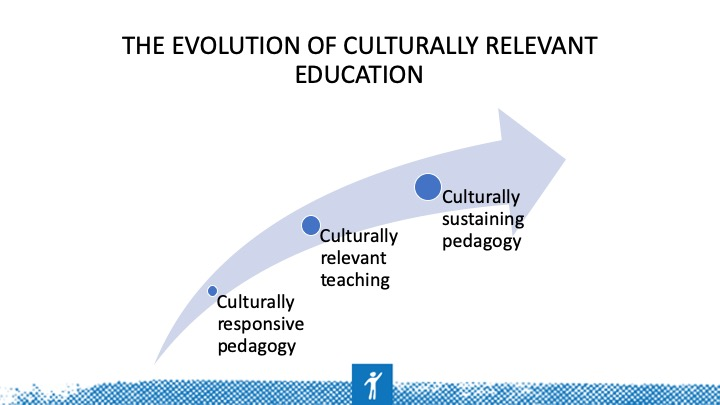 THE EVOLUTION OF CULTURALLY RELEVANT
EDUCATION
Culturally
responsive
pedagogy
Culturally
relevant
teaching
Culturally
sustaining
pedagogy